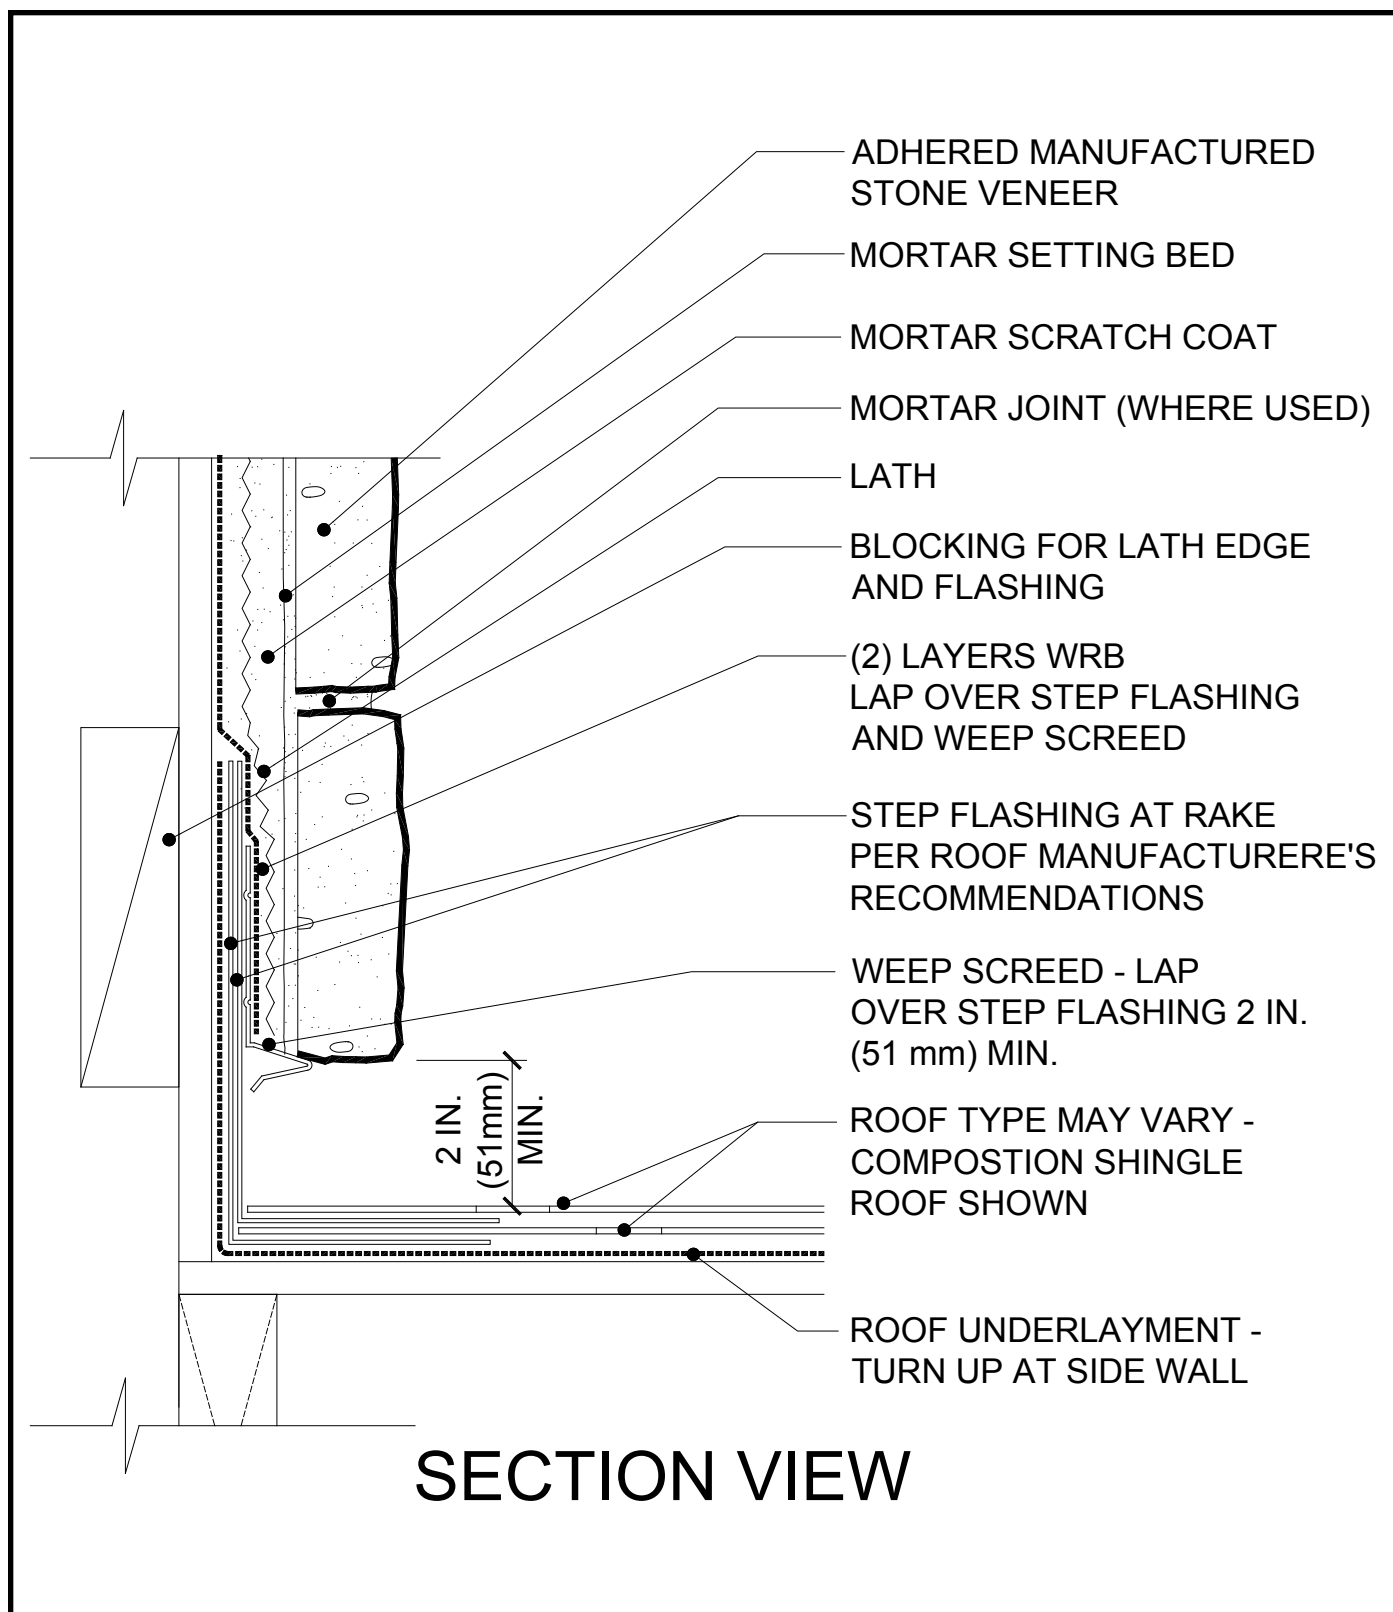 ADHERED MANUFACTURED
STONE VENEER
MORTAR SETTING BED
MORTAR SCRATCH COAT
MORTAR JOINT (WHERE USED)
LATH
BLOCKING FOR LATH EDGE
AND FLASHING
(2) LAYERS WRB
LAP OVER STEP FLASHING
AND WEEP SCREED
STEP FLASHING AT RAKE
PER ROOF MANUFACTURERE'S
RECOMMENDATIONS
WEEP SCREED - LAP
OVER STEP FLASHING 2 IN.
(51 mm) MIN.
2 IN.
(51mm)
MIN.
ROOF TYPE MAY VARY -
COMPOSTION SHINGLE
ROOF SHOWN
ROOF UNDERLAYMENT -
TURN UP AT SIDE WALL
SECTION VIEW